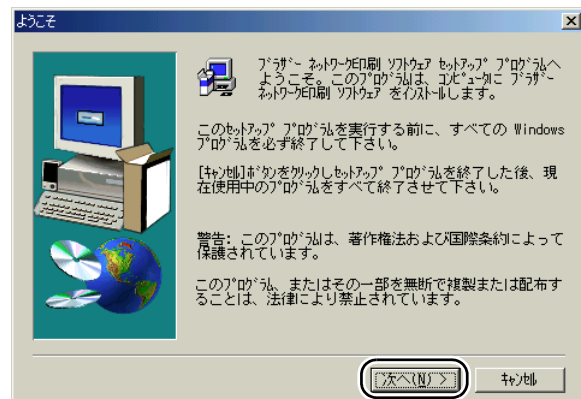 ようこそ
ﾌﾞﾗｻﾞｰ ﾈｯﾄﾜｰｸ印刷 ｿﾌﾄｳｪｱ ｾｯﾄｱｯﾌﾟ ﾌﾟﾛｸﾞﾗﾑへ
ようこそ。このﾌﾟﾛｸﾞﾗﾑは、ｺﾝﾋﾟｭｰﾀに ﾌﾞﾗｻﾞｰ
ﾈｯﾄﾜｰｸ印刷 ｿﾌﾄｳｪｱ をｲﾝｽﾄｰﾙします。
このｾｯﾄｱｯﾌﾟ ﾌﾟﾛｸﾞﾗﾑを実行する前に、すべての Windows
ﾌﾟﾛｸﾞﾗﾑを必ず終了して下さい。
[ｷｬﾝｾﾙ]ﾎﾞﾀﾝをｸﾘｯｸしｾｯﾄｱｯﾌﾟ ﾌﾟﾛｸﾞﾗﾑを終了した後、現
在使用中のﾌﾟﾛｸﾞﾗﾑをすべて終了させて下さい。
警告: このﾌﾟﾛｸﾞﾗﾑは、著作権法および国際条約によって
保護されています。
このﾌﾟﾛｸﾞﾗﾑ、またはその一部を無断で複製または配布す
ることは、法律により禁止されています。
次へ(N) >
ｷｬﾝｾﾙ